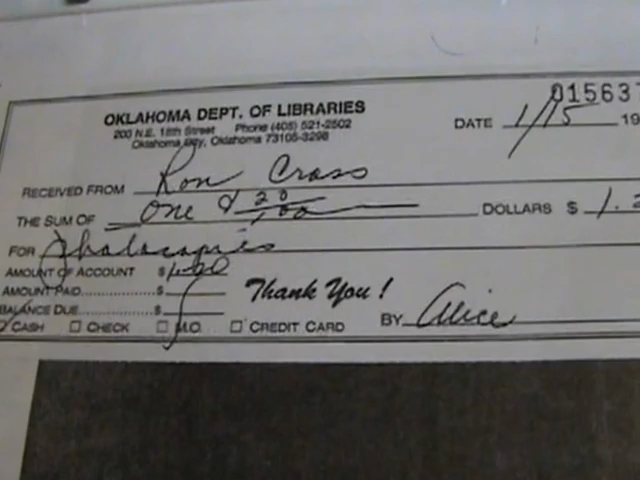 015637
OKLAHOMA DEPT. OF LIBRARIES
200 N.E. 18th Street Phone (405) 521-2502
Oklahoma City, Oklahoma 73105-3298
DATE 1/15 19
RECEIVED FROM Ron Cross
THE SUM OF One & 20/100 DOLLARS $ 1.2
FOR Photocopies
AMOUNT OF ACCOUNT $
AMOUNT PAID $
BALANCE DUE $
Thank You!
CASH CHECK M.O. CREDIT CARD BY Alice